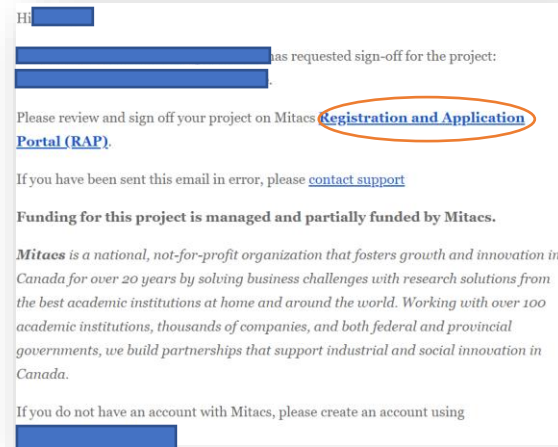 Hi
has requested sign-off for the project:
.
Please review and sign off your project on Mitacs Registration and Application
Portal (RAP).
If you have been sent this email in error, please contact support
Funding for this project is managed and partially funded by Mitacs.
Mitacs is a national, not-for-profit organization that fosters growth and innovation in
Canada for over 20 years by solving business challenges with research solutions from
the best academic institutions at home and around the world. Working with over 100
academic institutions, thousands of companies, and both federal and provincial
governments, we build partnerships that support industrial and social innovation in
Canada.
If you do not have an account with Mitacs, please create an account using